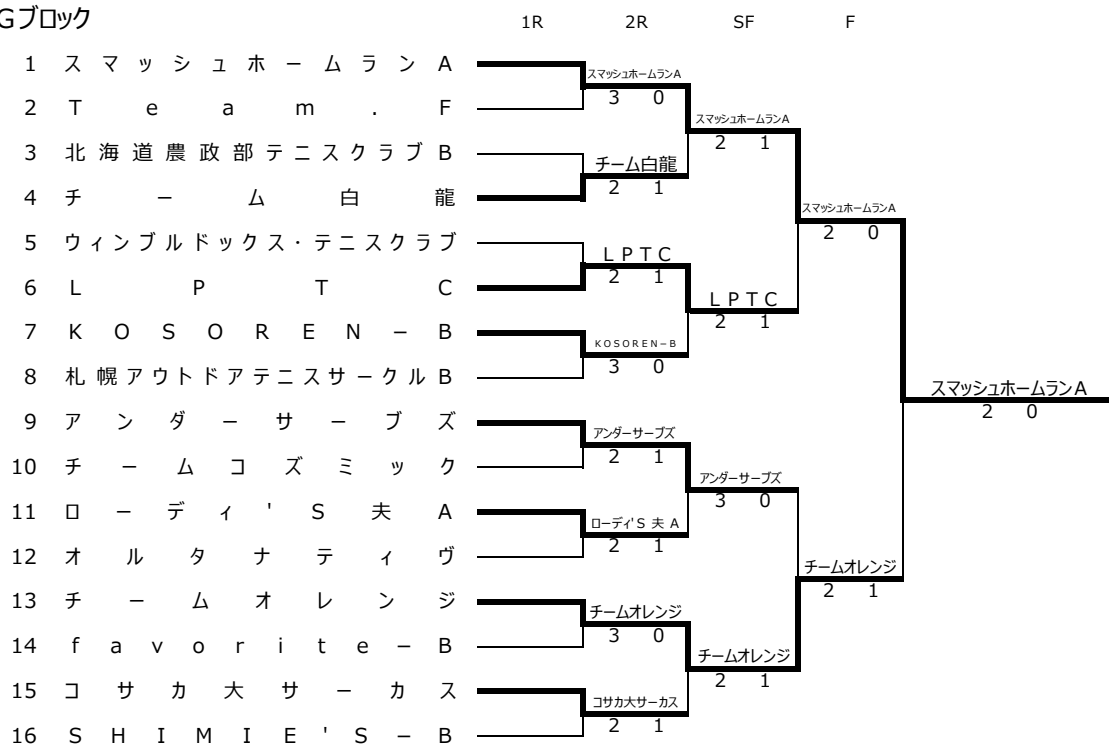 Gブロック
1R 2R SF F
1 スマッシュホームランA
スマッシュホームランA
3 0
2 Team.F
スマッシュホームランA
2 1
3 北海道農政部テニスクラブB
チーム白龍
2 1
4 チーム白龍
スマッシュホームランA
2 0
5 ウィンブルドックス・テニスクラブ
LPTC
2 1
6 LPTC
LPTC
2 1
7 KOSOREN-B
KOSOREN-B
3 0
8 札幌アウトドアテニスサークルB
スマッシュホームランA
2 0
9 アンダーサーブズ
アンダーサーブズ
2 1
10 チームコズミック
アンダーサーブズ
3 0
11 ローディ'S夫A
ローディ'S 夫 A
2 1
12 オルタナティヴ
チームオレンジ
2 1
13 チームオレンジ
チームオレンジ
3 0
14 favorite-B
チームオレンジ
2 1
15 コサカ大サーカス
コサカ大サーカス
2 1
16 SHIMIE'S-B